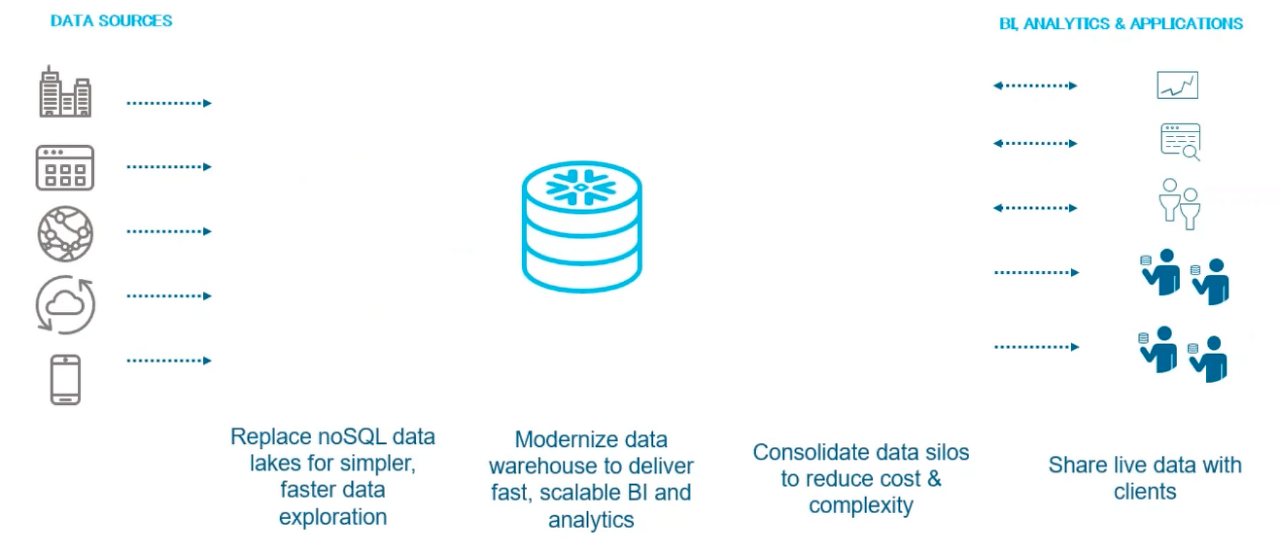 DATA SOURCES
BI, ANALYTICS & APPLICATIONS
Replace noSQL data
lakes for simpler,
faster data
exploration
Modernize data
warehouse to deliver
fast, scalable BI and
analytics
Consolidate data silos
to reduce cost &
complexity
Share live data with
clients